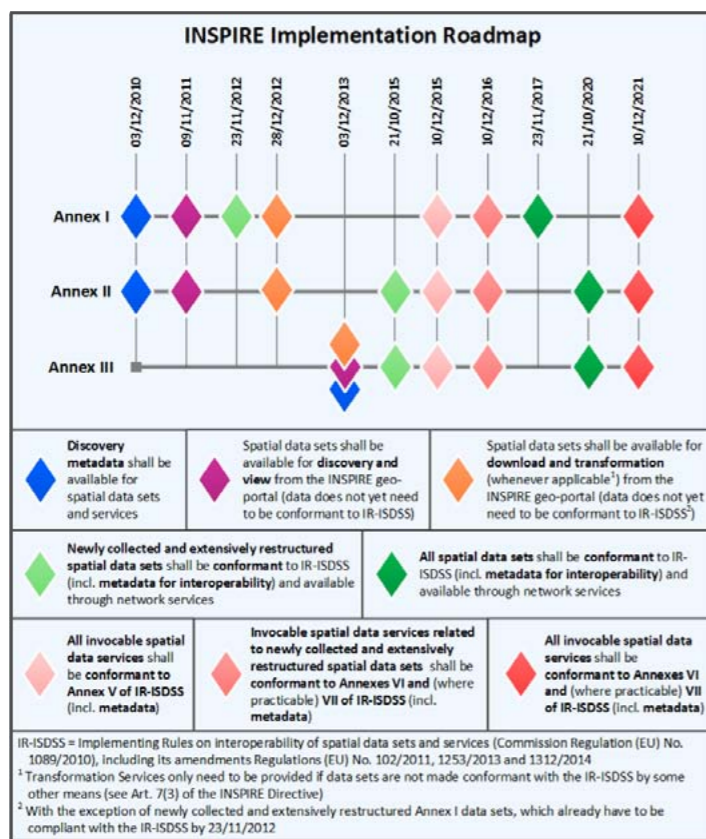 INSPIRE Implementation Roadmap
03/12/2010
09/11/2011
23/11/2012
28/12/2012
03/12/2013
21/10/2015
10/12/2015
10/12/2016
23/11/2017
21/10/2020
10/12/2021
Annex I
Annex II
Annex III
Discovery
metadata shall be
available for
spatial data sets
and services
Spatial data sets shall be
available for discovery and
view from the INSPIRE geo-
portal (data does not yet need
to be conformant to IR-ISDSS)
Spatial data sets shall be available for
download and transformation
(whenever applicable¹) from the
INSPIRE geo-portal (data does not yet
need to be conformant to IR-ISDSS²)
Newly collected and extensively restructured
spatial data sets shall be conformant to IR-ISDSS
(incl. metadata for interoperability) and available
through network services
All spatial data sets shall be conformant to IR-
ISDSS (incl. metadata for interoperability) and
available through network services
All invocable spatial
data services shall
be conformant to
Annex V of IR-ISDSS
(incl. metadata)
Invocable spatial data services related
to newly collected and extensively
restructured spatial data sets shall be
conformant to Annexes VI and (where
practicable) VII of IR-ISDSS (incl.
metadata)
All invocable spatial data
services shall be
conformant to Annexes VI
and (where practicable) VII
of IR-ISDSS (incl. metadata)
IR-ISDSS = Implementing Rules on interoperability of spatial data sets and services (Commission Regulation (EU) No.
1089/2010), including its amendments Regulations (EU) No. 102/2011, 1253/2013 and 1312/2014
¹ Transformation Services only need to be provided if data sets are not made conformant with the IR-ISDSS by some
other means (see Art. 7(3) of the INSPIRE Directive)
² With the exception of newly collected and extensively restructured Annex I data sets, which already have to be
compliant with the IR-ISDSS by 23/11/2012